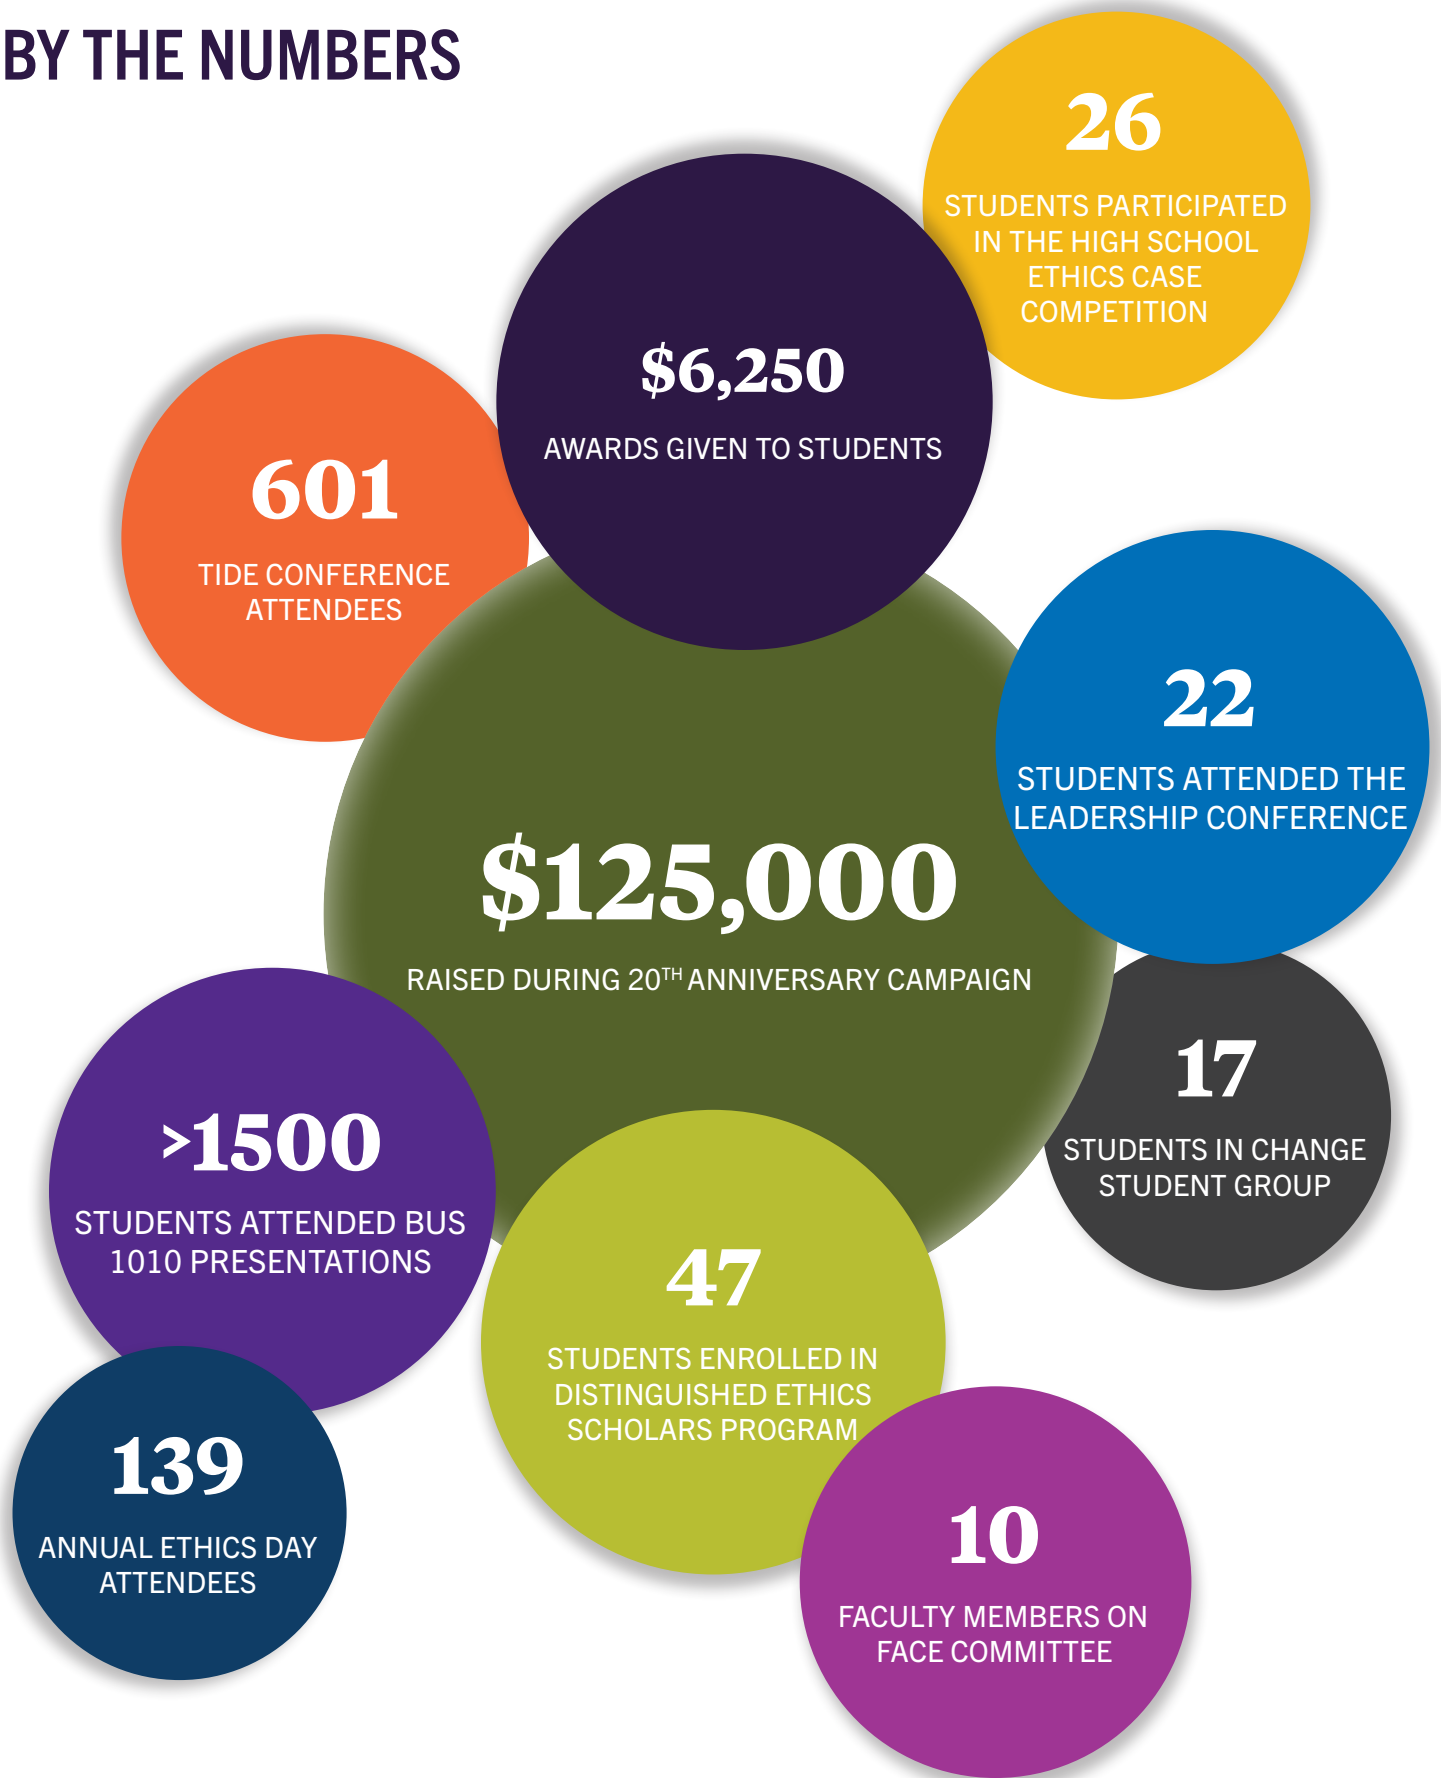 BY THE NUMBERS
26
STUDENTS PARTICIPATED
IN THE HIGH SCHOOL
ETHICS CASE
COMPETITION
$6,250
AWARDS GIVEN TO STUDENTS
601
TIDE CONFERENCE
ATTENDEES
22
STUDENTS ATTENDED THE
LEADERSHIP CONFERENCE
$125,000
RAISED DURING 20TH ANNIVERSARY CAMPAIGN
17
STUDENTS IN CHANGE
STUDENT GROUP
>1500
STUDENTS ATTENDED BUS
1010 PRESENTATIONS
47
STUDENTS ENROLLED IN
DISTINGUISHED ETHICS
SCHOLARS PROGRAM
139
ANNUAL ETHICS DAY
ATTENDEES
10
FACULTY MEMBERS ON
FACE COMMITTEE